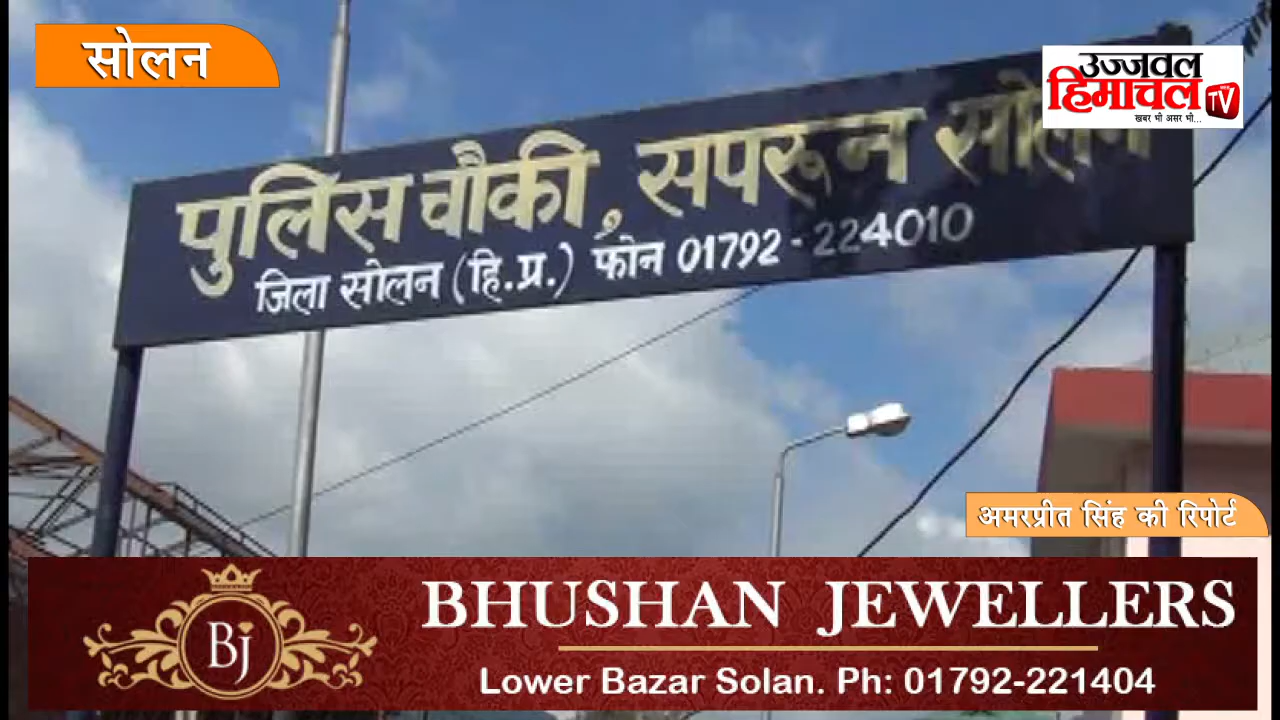 सोलन
उज्जवल
हिमाचल
TV
खबर भी असर भी...
पुलिस चौकी, सपरून सोलन
जिला सोलन (हि.प्र.) फोन 01792-224010
अमरप्रीत सिंह की रिपोर्ट
BJ
BHUSHAN JEWELLERS
Lower Bazar Solan. Ph: 01792-221404